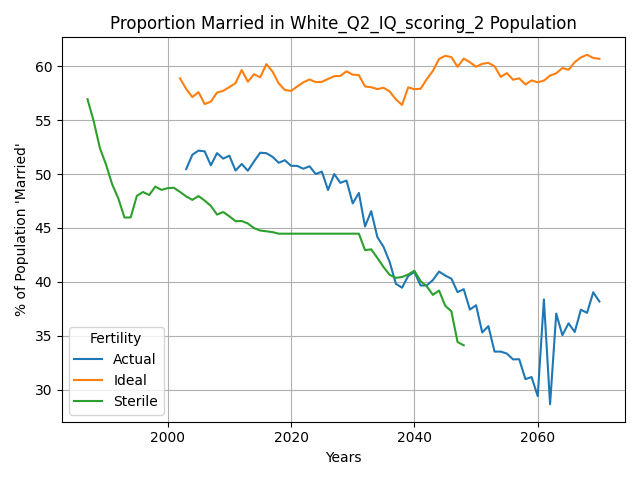 Proportion Married in White_Q2_IQ_scoring_2 Population
% of Population 'Married'
60
55
50
45
40
35
30
Fertility
Actual
Ideal
Sterile
2000
2020
2040
2060
Years